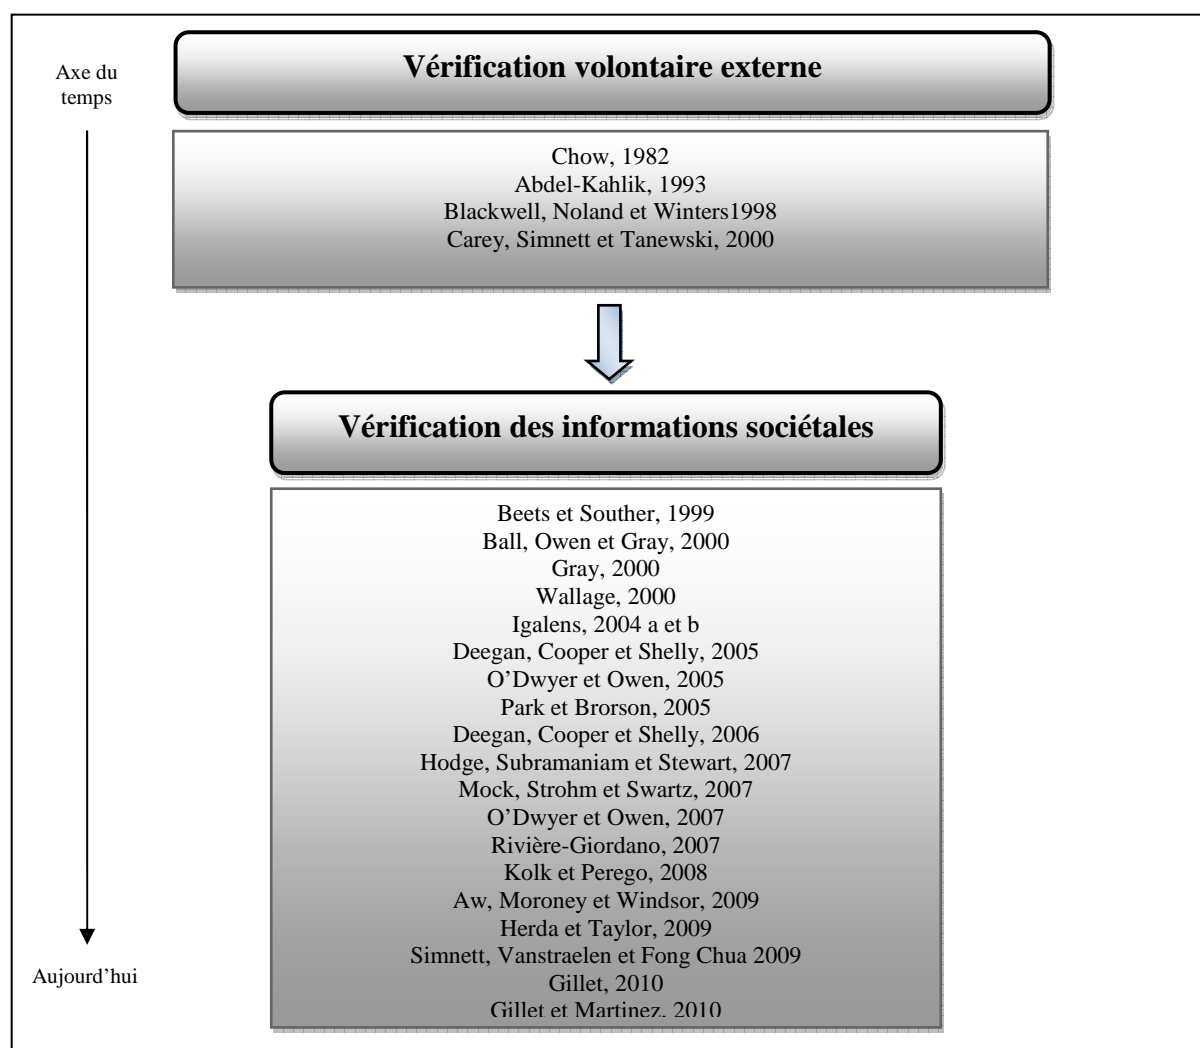 Axe du
temps
Vérification volontaire externe
Chow, 1982
Abdel-Kahlik, 1993
Blackwell, Noland et Winters1998
Carey, Simnett et Tanewski, 2000
Vérification des informations sociétales
Beets et Souther, 1999
Ball, Owen et Gray, 2000
Gray, 2000
Wallage, 2000
Igalens, 2004 a et b
Deegan, Cooper et Shelly, 2005
O’Dwyer et Owen, 2005
Park et Brorson, 2005
Deegan, Cooper et Shelly, 2006
Hodge, Subramaniam et Stewart, 2007
Mock, Strohm et Swartz, 2007
O’Dwyer et Owen, 2007
Rivière-Giordano, 2007
Kolk et Perego, 2008
Aw, Moroney et Windsor, 2009
Herda et Taylor, 2009
Simnett, Vanstraelen et Fong Chua 2009
Gillet, 2010
Gillet et Martinez, 2010
Aujourd’hui